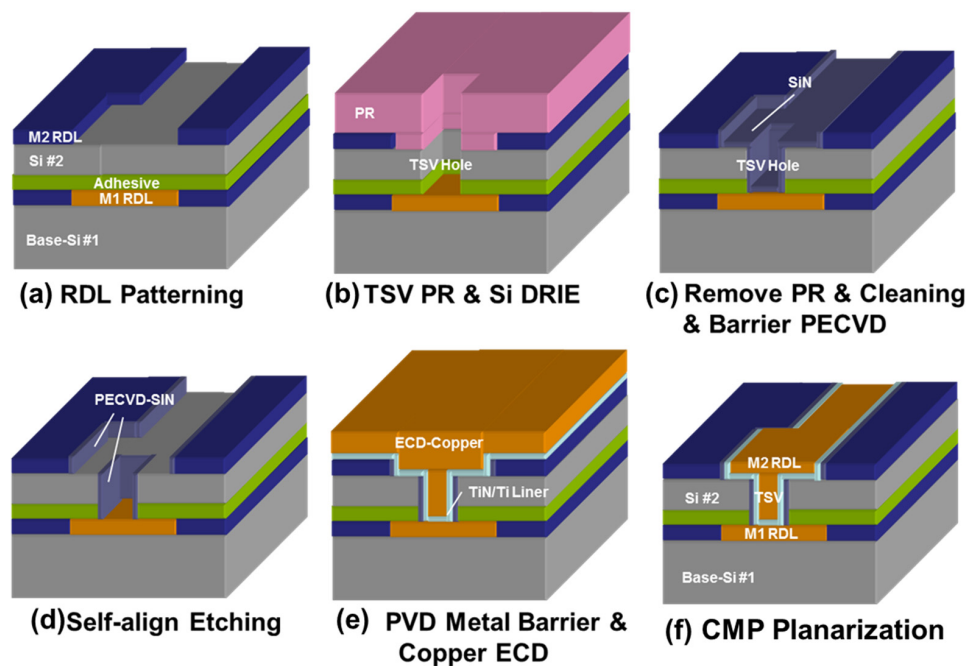 M2 RDL
Si #2
Adhesive
M1 RDL
Base-Si #1
(a) RDL Patterning
PR
TSV Hole
(b) TSV PR & Si DRIE
SiN
TSV Hole
(c) Remove PR & Cleaning
& Barrier PECVD
PECVD-SIN
(d)Self-align Etching
ECD-Copper
TiN/Ti Liner
(e) PVD Metal Barrier &
Copper ECD
M2 RDL
Si #2
TSV
M1 RDL
Base-Si #1
(f) CMP Planarization